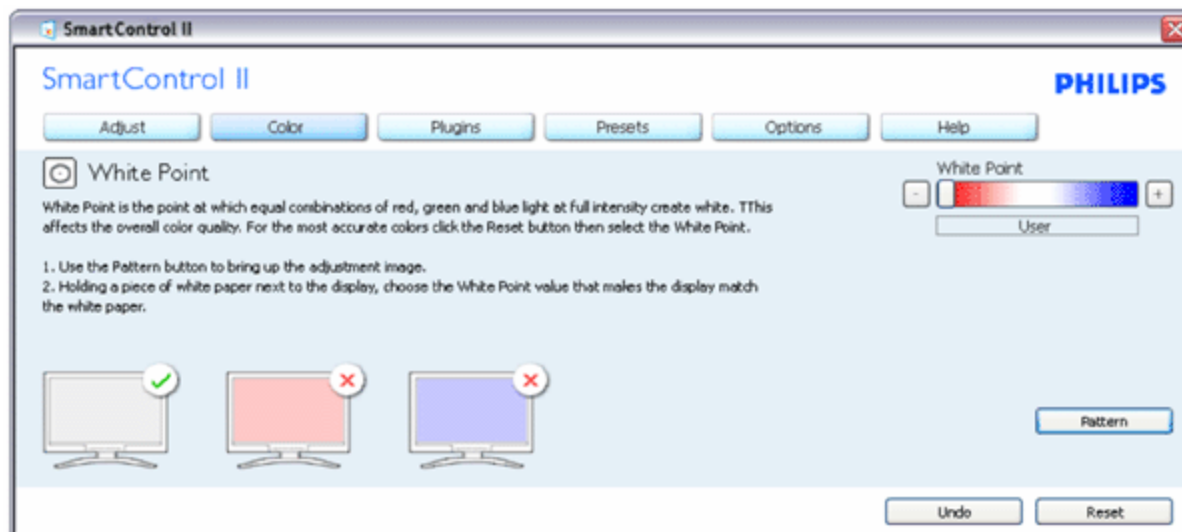 SmartControl II
SmartControl II
PHILIPS
Adjust Color Plugins Presets Options Help
White Point
White Point
- +
User
White Point is the point at which equal combinations of red, green and blue light at full intensity create white. TThis
affects the overall color quality. For the most accurate colors click the Reset button then select the White Point.
1. Use the Pattern button to bring up the adjustment image.
2. Holding a piece of white paper next to the display, choose the White Point value that makes the display match
the white paper.
Pattern
Undo Reset